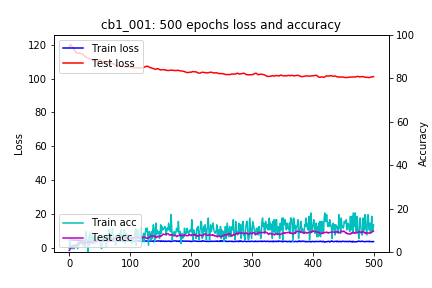 cb1_001: 500 epochs loss and accuracy
Train loss
Test loss
Train acc
Test acc
Loss
Accuracy
120
100
80
60
40
20
0
100
80
60
40
20
0
0
100
200
300
400
500